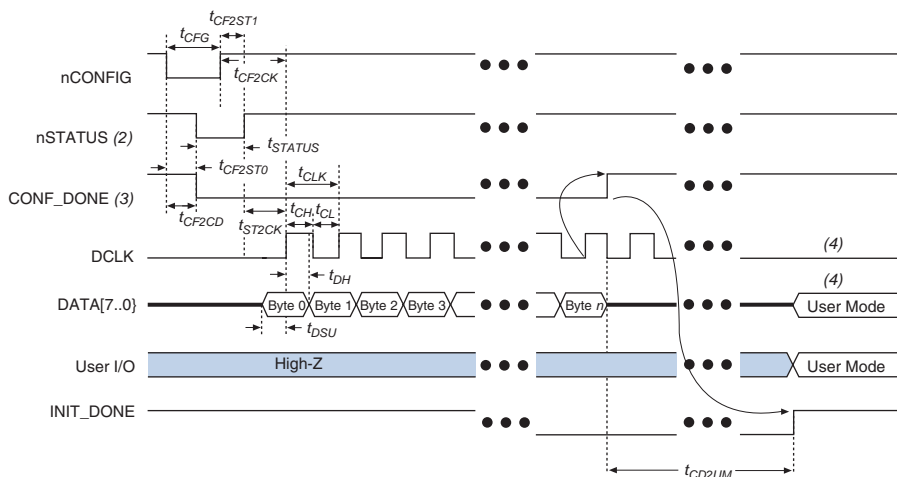 tCF2ST1
tCFG
tCF2CK
nCONFIG
nSTATUS (2)
tSTATUS
tCF2ST0
tCLK
CONF_DONE (3)
tCF2CD
tST2CK
tCH tCL
DCLK
(4)
tDH
(4)
DATA[7..0}
Byte 0 Byte 1 Byte 2 Byte 3 Byte n User Mode
tDSU
User I/O High-Z User Mode
INIT_DONE
tCD2UM